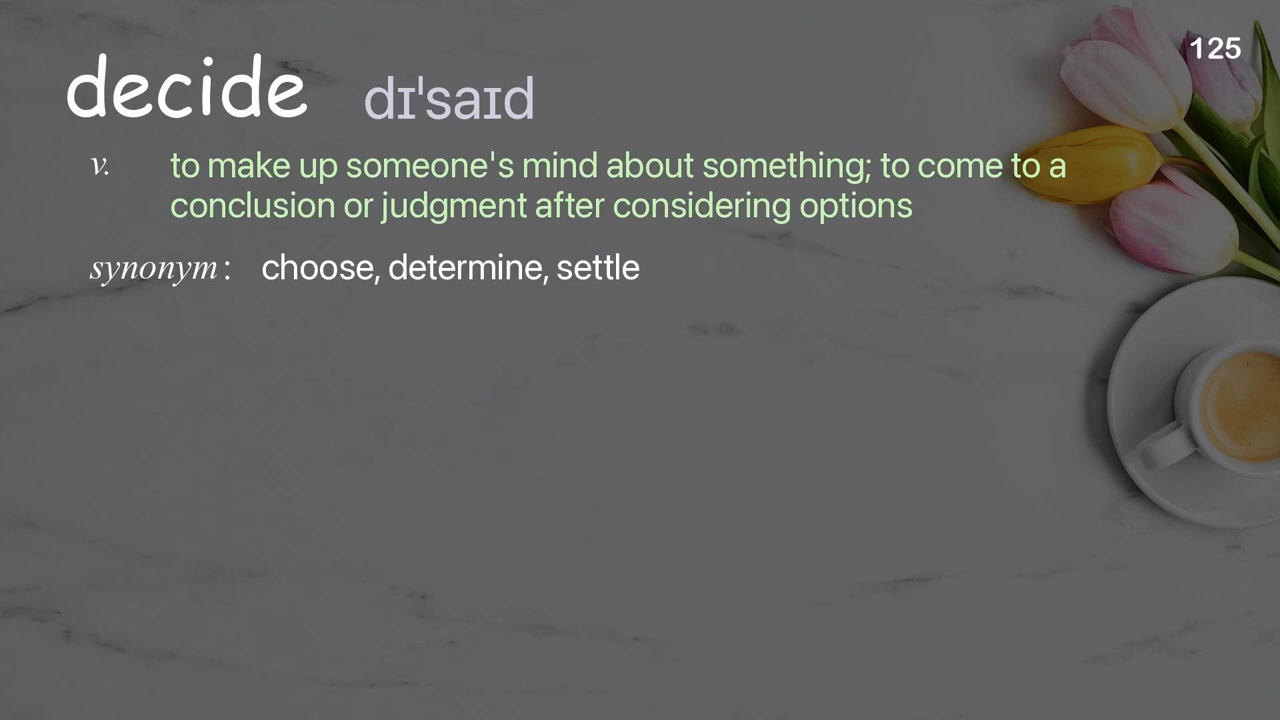 125
decide dɪˈsaɪd
v. to make up someone's mind about something; to come to a
conclusion or judgment after considering options
synonym : choose, determine, settle